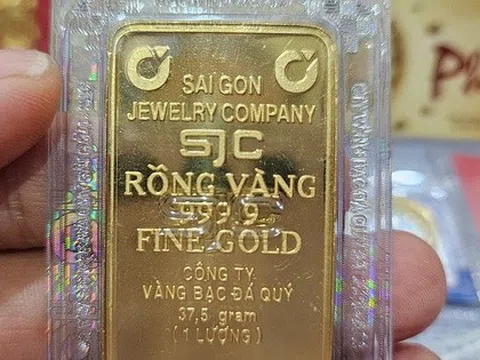 SAI GON
JEWELRY COMPANY
SJC
RỒNG VÀNG
999.9
FINE GOLD
CÔNG TY
VÀNG BẠC ĐÁ QUÝ
37,5 gram
(1 LƯỢNG)